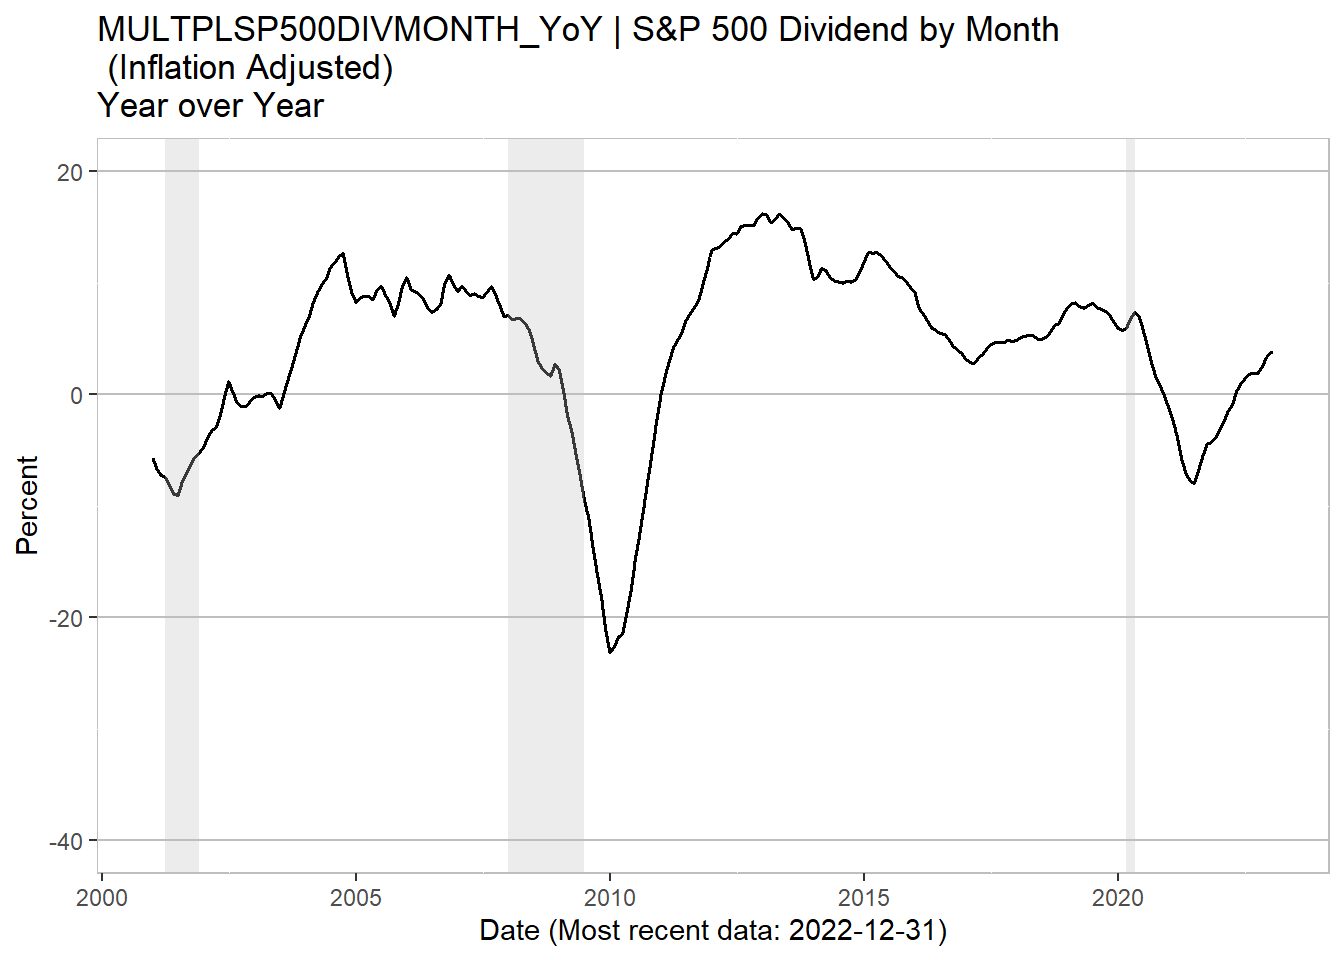 MULTPLSP500DIVMONTH_YoY | S&P 500 Dividend by Month
(Inflation Adjusted)
Year over Year
20
0
-20
-40
Percent
2000
2005
2010
2015
2020
Date (Most recent data: 2022-12-31)